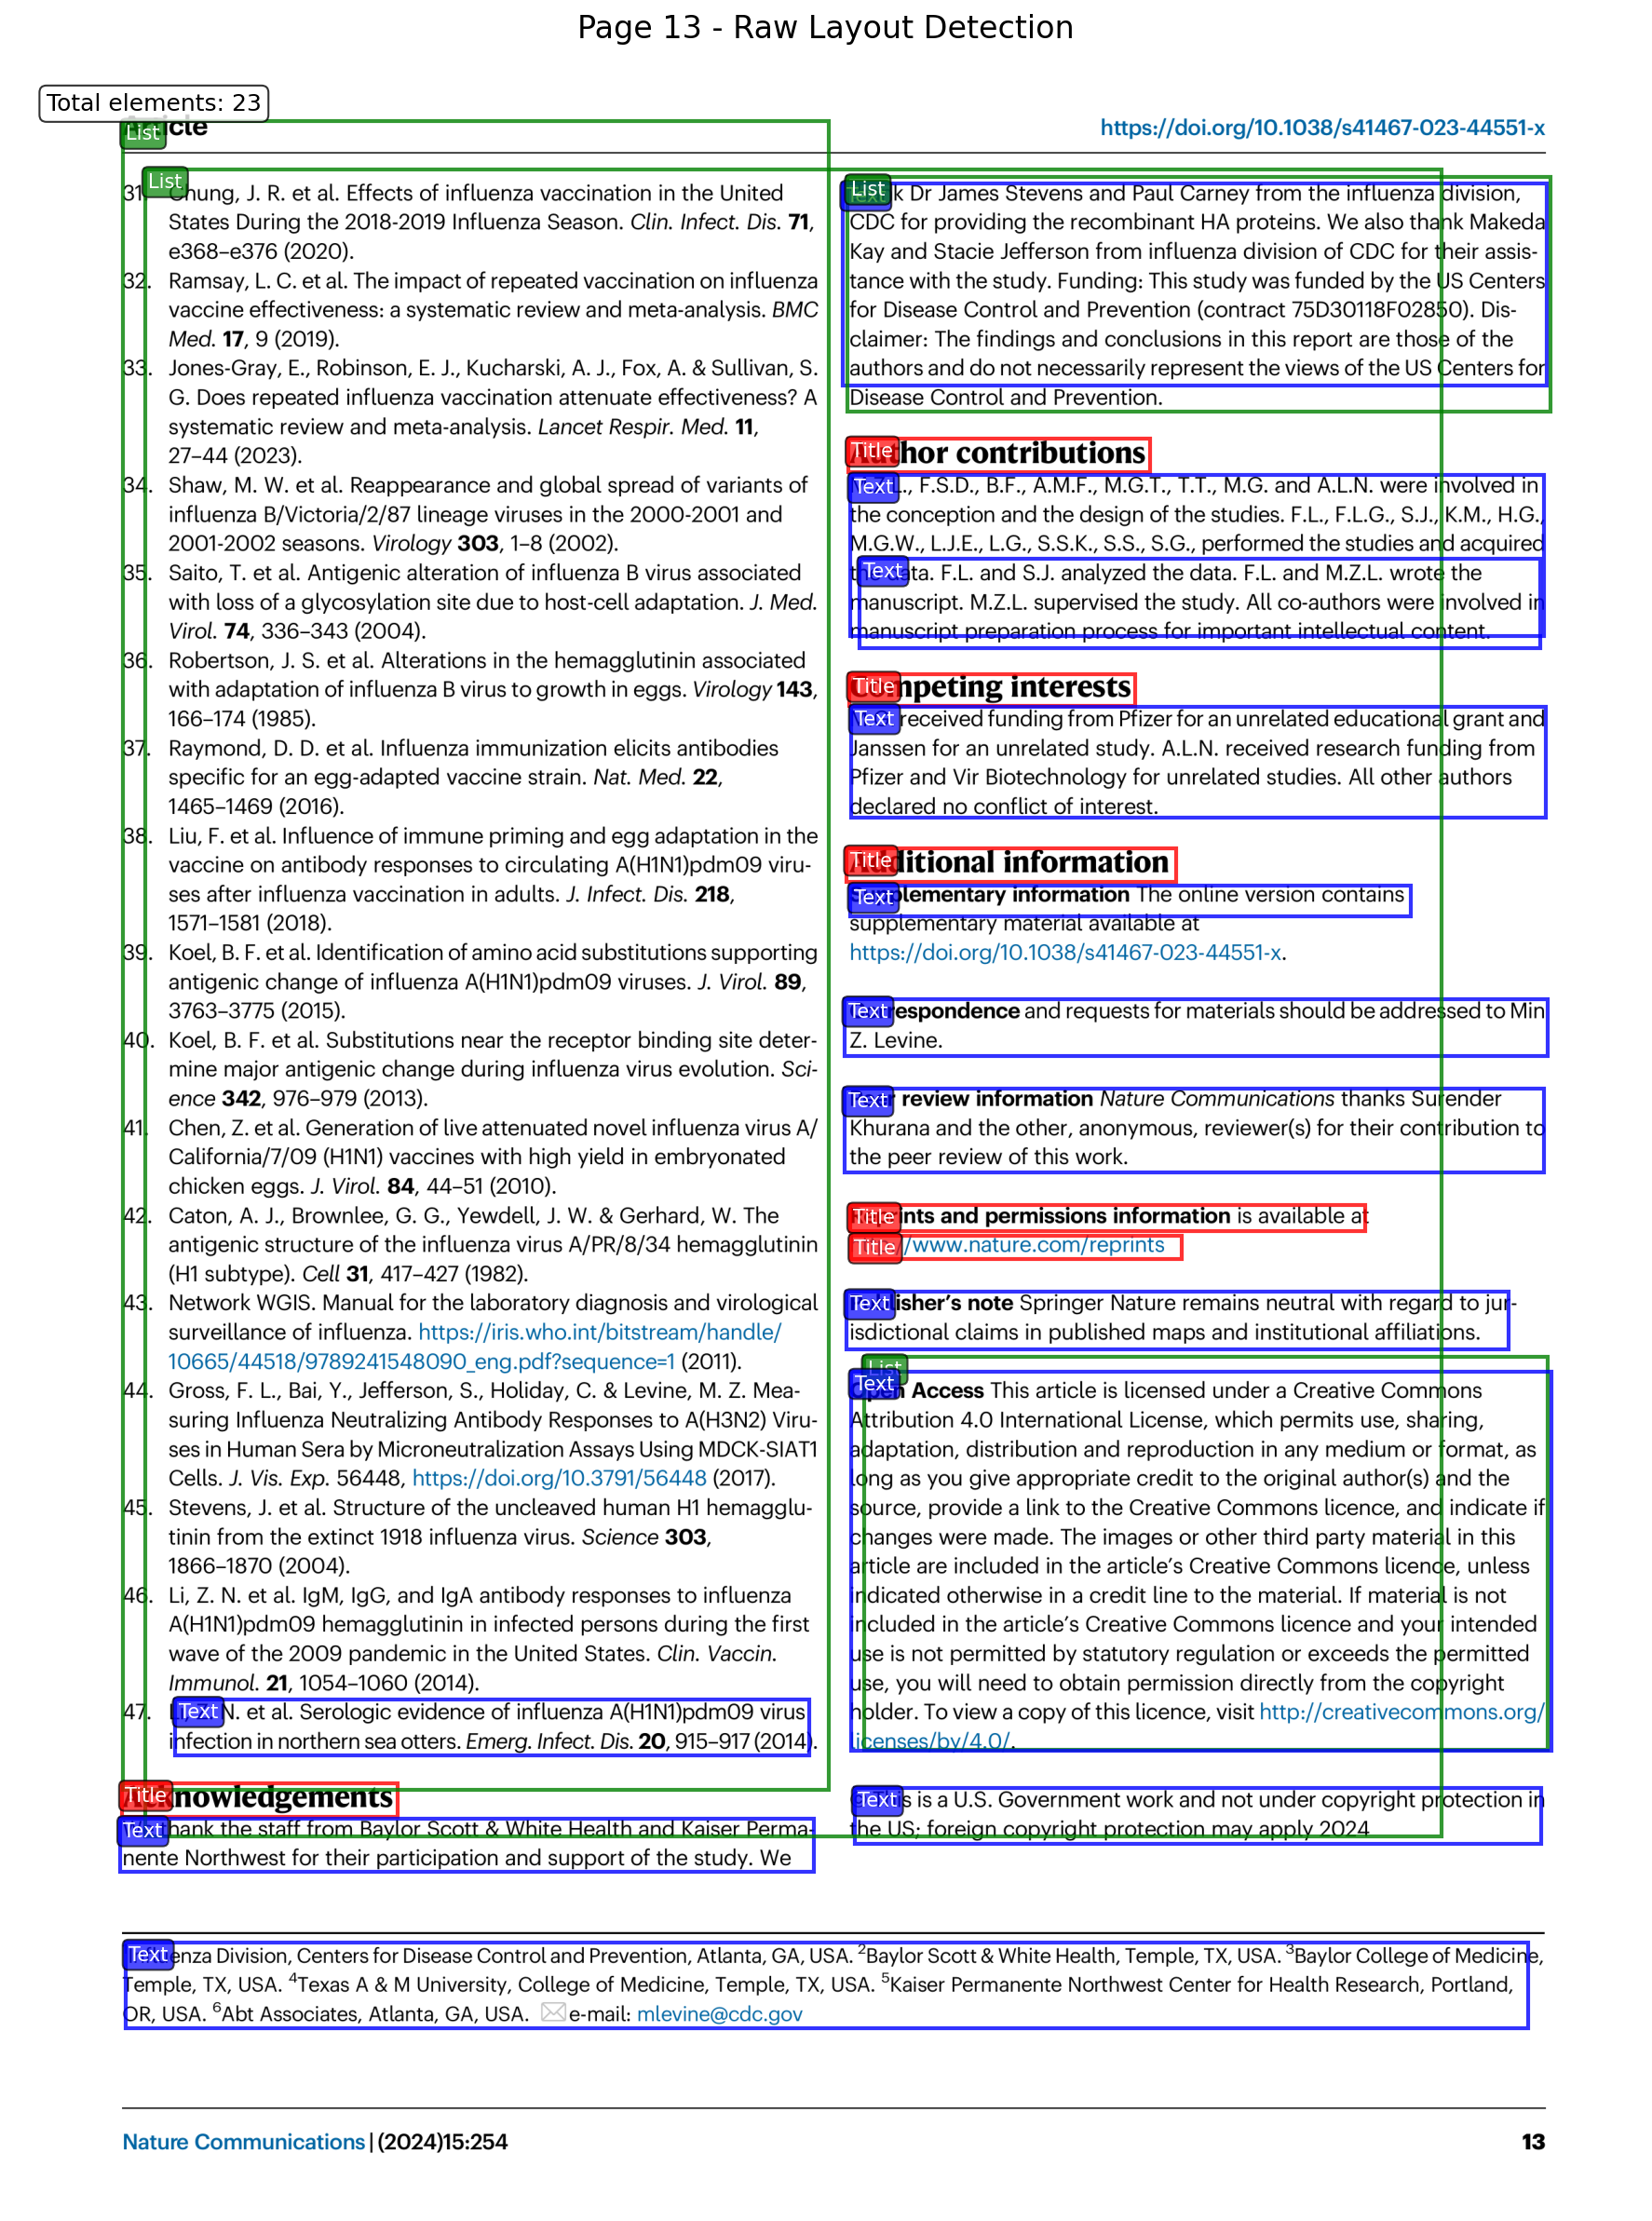 Page 13 - Raw Layout Detection
Total elements: 23
List
https://doi.org/10.1038/s41467-023-44551-x
List
31. Chung, J. R. et al. Effects of influenza vaccination in the United
States During the 2018-2019 Influenza Season. Clin. Infect. Dis. 71,
e368–e376 (2020).
32. Ramsay, L. C. et al. The impact of repeated vaccination on influenza
vaccine effectiveness: a systematic review and meta-analysis. BMC
Med. 17, 9 (2019).
33. Jones-Gray, E., Robinson, E. J., Kucharski, A. J., Fox, A. & Sullivan, S.
G. Does repeated influenza vaccination attenuate effectiveness? A
systematic review and meta-analysis. Lancet Respir. Med. 11,
27–44 (2023).
34. Shaw, M. W. et al. Reappearance and global spread of variants of
influenza B/Victoria/2/87 lineage viruses in the 2000-2001 and
2001-2002 seasons. Virology 303, 1–8 (2002).
35. Saito, T. et al. Antigenic alteration of influenza B virus associated
with loss of a glycosylation site due to host-cell adaptation. J. Med.
Virol. 74, 336–343 (2004).
36. Robertson, J. S. et al. Alterations in the hemagglutinin associated
with adaptation of influenza B virus to growth in eggs. Virology 143,
166–174 (1985).
37. Raymond, D. D. et al. Influenza immunization elicits antibodies
specific for an egg-adapted vaccine strain. Nat. Med. 22,
1465–1469 (2016).
38. Liu, F. et al. Influence of immune priming and egg adaptation in the
vaccine on antibody responses to circulating A(H1N1)pdm09 viru-
ses after influenza vaccination in adults. J. Infect. Dis. 218,
1571–1581 (2018).
39. Koel, B. F. et al. Identification of amino acid substitutions supporting
antigenic change of influenza A(H1N1)pdm09 viruses. J. Virol. 89,
3763–3775 (2015).
40. Koel, B. F. et al. Substitutions near the receptor binding site deter-
mine major antigenic change during influenza virus evolution. Sci-
ence 342, 976–979 (2013).
41. Chen, Z. et al. Generation of live attenuated novel influenza virus A/
California/7/09 (H1N1) vaccines with high yield in embryonated
chicken eggs. J. Virol. 84, 44–51 (2010).
42. Caton, A. J., Brownlee, G. G., Yewdell, J. W. & Gerhard, W. The
antigenic structure of the influenza virus A/PR/8/34 hemagglutinin
(H1 subtype). Cell 31, 417–427 (1982).
43. Network WGIS. Manual for the laboratory diagnosis and virological
surveillance of influenza. https://iris.who.int/bitstream/handle/
10665/44518/9789241548090_eng.pdf?sequence=1 (2011).
44. Gross, F. L., Bai, Y., Jefferson, S., Holiday, C. & Levine, M. Z. Mea-
suring Influenza Neutralizing Antibody Responses to A(H3N2) Viru-
ses in Human Sera by Microneutralization Assays Using MDCK-SIAT1
Cells. J. Vis. Exp. 56448, https://doi.org/10.3791/56448 (2017).
45. Stevens, J. et al. Structure of the uncleaved human H1 hemagglu-
tinin from the extinct 1918 influenza virus. Science 303,
1866–1870 (2004).
46. Li, Z. N. et al. IgM, IgG, and IgA antibody responses to influenza
A(H1N1)pdm09 hemagglutinin in infected persons during the first
wave of the 2009 pandemic in the United States. Clin. Vaccin.
Immunol. 21, 1054–1060 (2014).
47. Text N. et al. Serologic evidence of influenza A(H1N1)pdm09 virus
infection in northern sea otters. Emerg. Infect. Dis. 20, 915–917 (2014).
Title nowledgements
Text thank the staff from Baylor Scott & White Health and Kaiser Perma-
nente Northwest for their participation and support of the study. We
List k Dr James Stevens and Paul Carney from the influenza division,
CDC for providing the recombinant HA proteins. We also thank Makeda
Kay and Stacie Jefferson from influenza division of CDC for their assis-
tance with the study. Funding: This study was funded by the US Centers
for Disease Control and Prevention (contract 75D30118F02850). Dis-
claimer: The findings and conclusions in this report are those of the
authors and do not necessarily represent the views of the US Centers for
Disease Control and Prevention.
Title hor contributions
Text ., F.S.D., B.F., A.M.F., M.G.T., T.T., M.G. and A.L.N. were involved in
the conception and the design of the studies. F.L., F.L.G., S.J., K.M., H.G.,
M.G.W., L.J.E., L.G., S.S.K., S.S., S.G., performed the studies and acquired
Text ata. F.L. and S.J. analyzed the data. F.L. and M.Z.L. wrote the
manuscript. M.Z.L. supervised the study. All co-authors were involved in
manuscript preparation process for important intellectual content.
Title mpeting interests
Text received funding from Pfizer for an unrelated educational grant and
Janssen for an unrelated study. A.L.N. received research funding from
Pfizer and Vir Biotechnology for unrelated studies. All other authors
declared no conflict of interest.
Title ditional information
Text lementary information The online version contains
supplementary material available at
https://doi.org/10.1038/s41467-023-44551-x.
Text espondence and requests for materials should be addressed to Min
Z. Levine.
Text review information Nature Communications thanks Surender
Khurana and the other, anonymous, reviewer(s) for their contribution to
the peer review of this work.
Title ints and permissions information is available at
Title /www.nature.com/reprints
Text isher’s note Springer Nature remains neutral with regard to jur-
isdictional claims in published maps and institutional affiliations.
List
Text Access This article is licensed under a Creative Commons
Attribution 4.0 International License, which permits use, sharing,
adaptation, distribution and reproduction in any medium or format, as
long as you give appropriate credit to the original author(s) and the
source, provide a link to the Creative Commons licence, and indicate if
changes were made. The images or other third party material in this
article are included in the article’s Creative Commons licence, unless
indicated otherwise in a credit line to the material. If material is not
included in the article’s Creative Commons licence and your intended
use is not permitted by statutory regulation or exceeds the permitted
use, you will need to obtain permission directly from the copyright
holder. To view a copy of this licence, visit http://creativecommons.org/
licenses/by/4.0/.
Text s is a U.S. Government work and not under copyright protection in
the US; foreign copyright protection may apply 2024
Text enza Division, Centers for Disease Control and Prevention, Atlanta, GA, USA. ²Baylor Scott & White Health, Temple, TX, USA. ³Baylor College of Medicine,
Temple, TX, USA. ⁴Texas A & M University, College of Medicine, Temple, TX, USA. ⁵Kaiser Permanente Northwest Center for Health Research, Portland,
OR, USA. ⁶Abt Associates, Atlanta, GA, USA. e-mail: mlevine@cdc.gov
Nature Communications | (2024)15:254
13